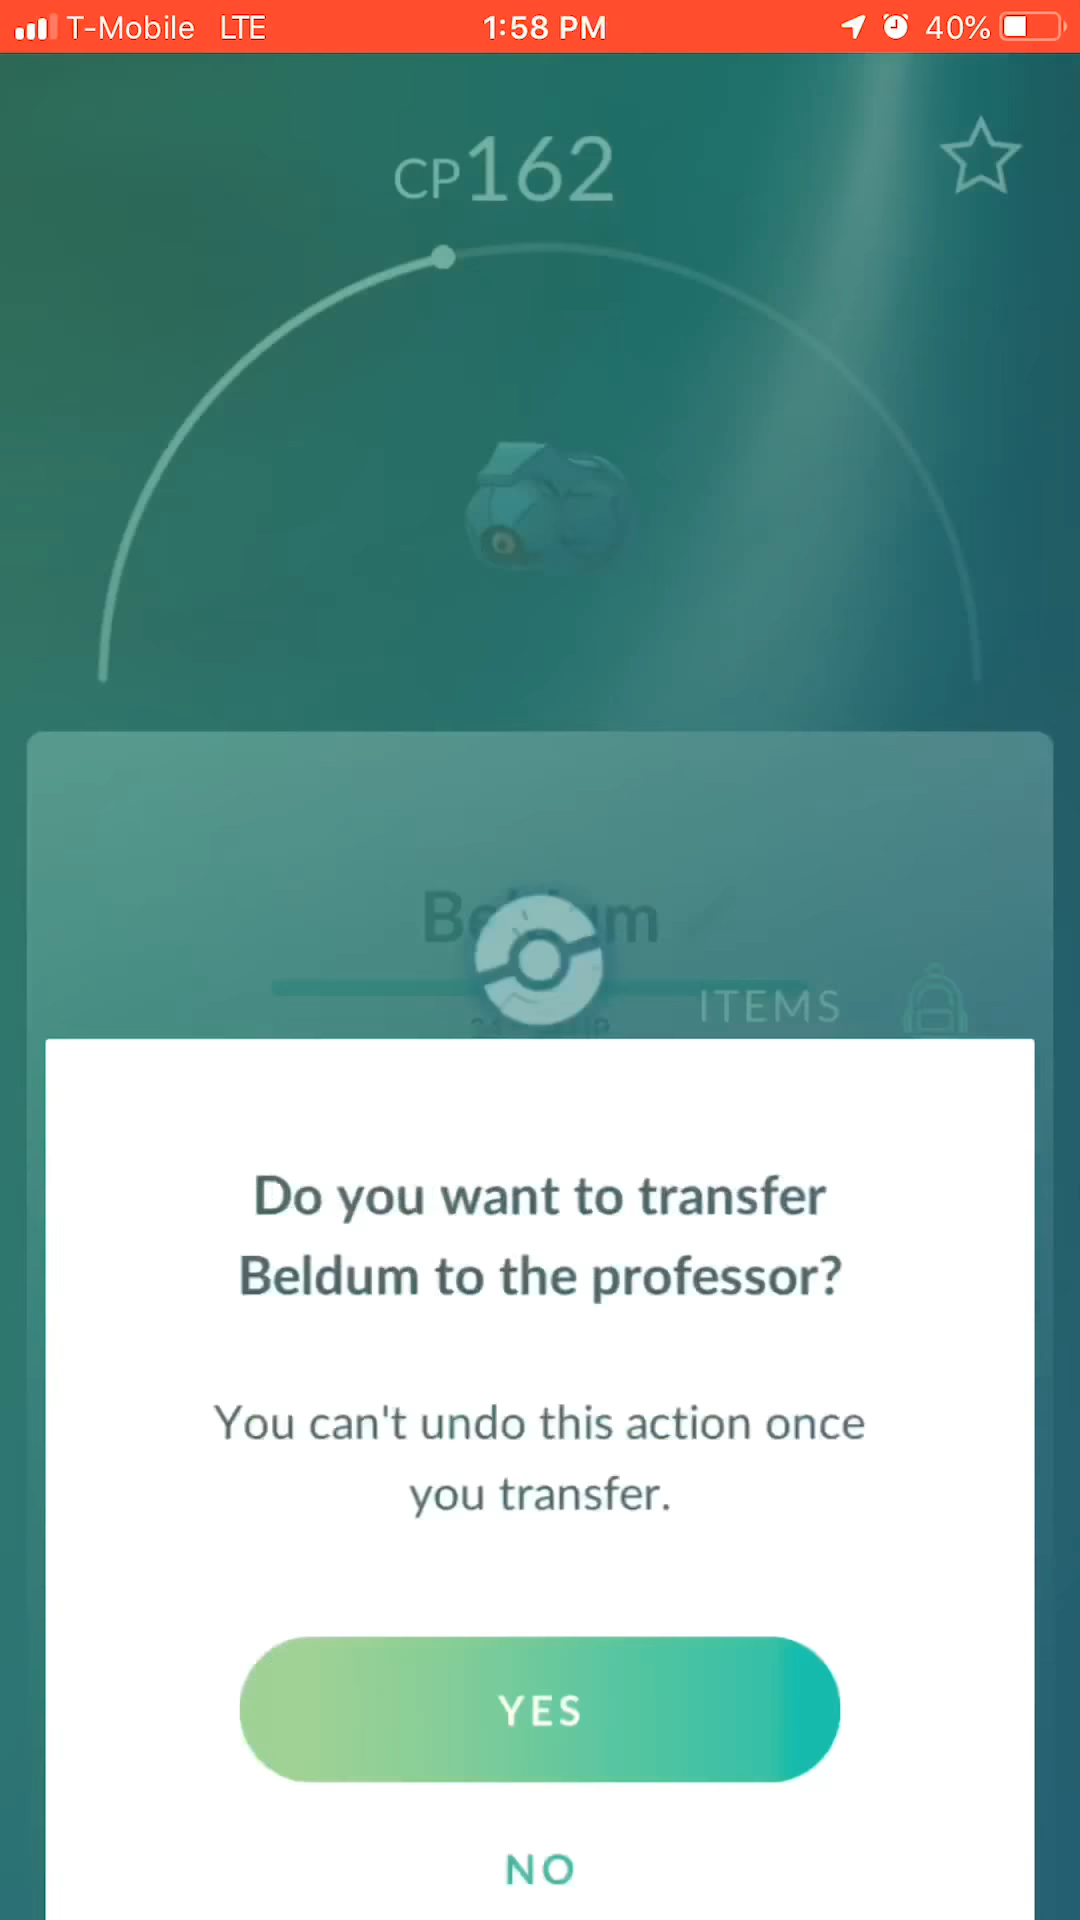 T-Mobile LTE 1:58 PM 40%
CP162
ITEMS
Do you want to transfer
Beldum to the professor?
You can't undo this action once
you transfer.
YES
NO